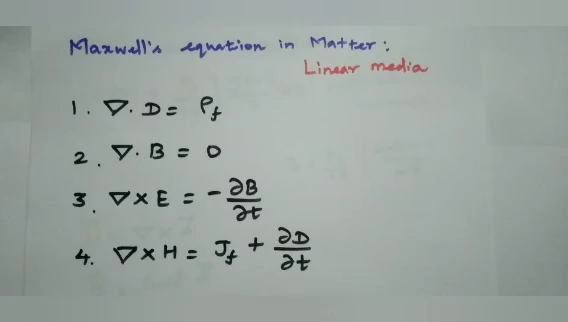 Maxwell's equation in Matter:
Linear media
1. ∇. D = ρf
2. ∇. B = 0
3. ∇ x E = - ∂B/∂t
4. ∇ x H = Jf + ∂D/∂t